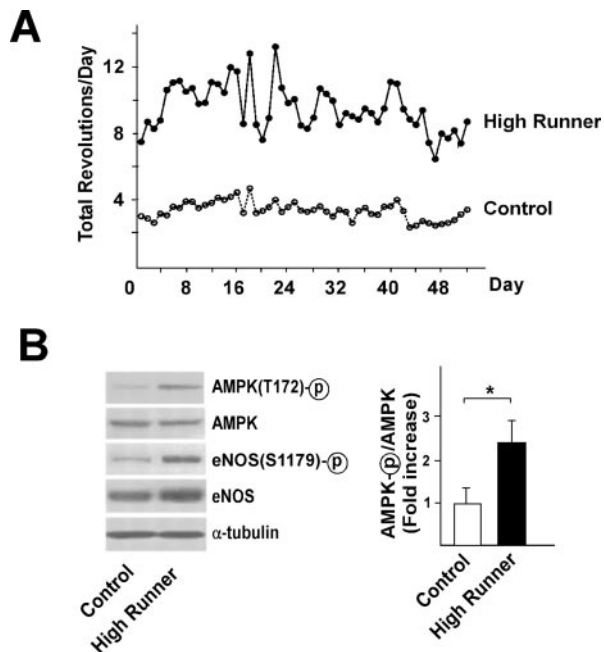 A
Total Revolutions/Day
12
8
4
High Runner
Control
0 8 16 24 32 40 48 Day
B
AMPK(T172)-ⓟ
AMPK
eNOS(S1179)-ⓟ
eNOS
α-tubulin
Control
High Runner
AMPK-ⓟ/AMPK
(Fold increase)
3
2
1
*
Control
High Runner